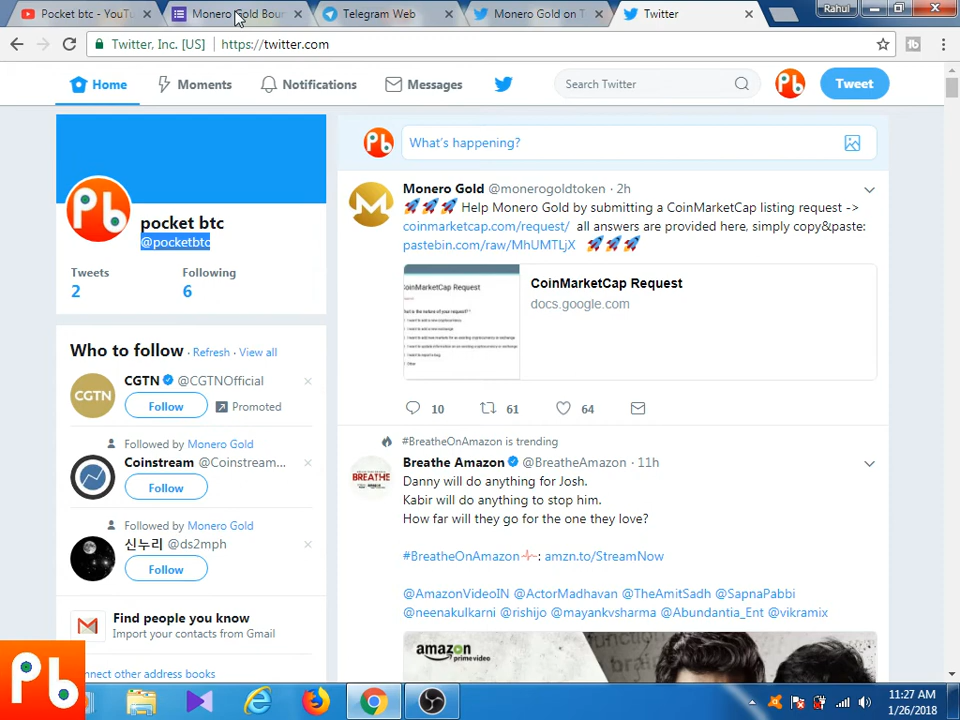 Pocket btc - YouTu
Monero Gold Boun
Telegram Web
Monero Gold on T
Twitter
Rahul
Twitter, Inc. [US]
https://twitter.com
Home
Moments
Notifications
Messages
Search Twitter
Pb
Tweet
Pb
What's happening?
Pb
pocket btc
@pocketbtc
Tweets
Following
2
6
Monero Gold @monerogoldtoken · 2h
🚀🚀🚀 Help Monero Gold by submitting a CoinMarketCap listing request ->
coinmarketcap.com/request/ all answers are provided here, simply copy&paste:
pastebin.com/raw/MhUMTLjX 🚀🚀🚀
CoinMarketCap Request
CoinMarketCap Request
docs.google.com
10
61
64
Who to follow · Refresh · View all
CGTN @CGTNOfficial
CGTN
Follow
Promoted
Followed by Monero Gold
Coinstream @Coinstream...
Follow
Followed by Monero Gold
신누리 @ds2mph
Follow
Find people you know
Import your contacts from Gmail
nnect other address books
#BreatheOnAmazon is trending
BREATHE
Breathe Amazon @BreatheAmazon · 11h
Danny will do anything for Josh.
Kabir will do anything to stop him.
How far will they go for the one they love?
#BreatheOnAmazon: amzn.to/StreamNow
@AmazonVideoIN @ActorMadhavan @TheAmitSadh @SapnaPabbi
@neenakulkarni @rishijo @mayankvsharma @Abundantia_Ent @vikramix
amazon
prime video
Pb
11:27 AM
1/26/2018